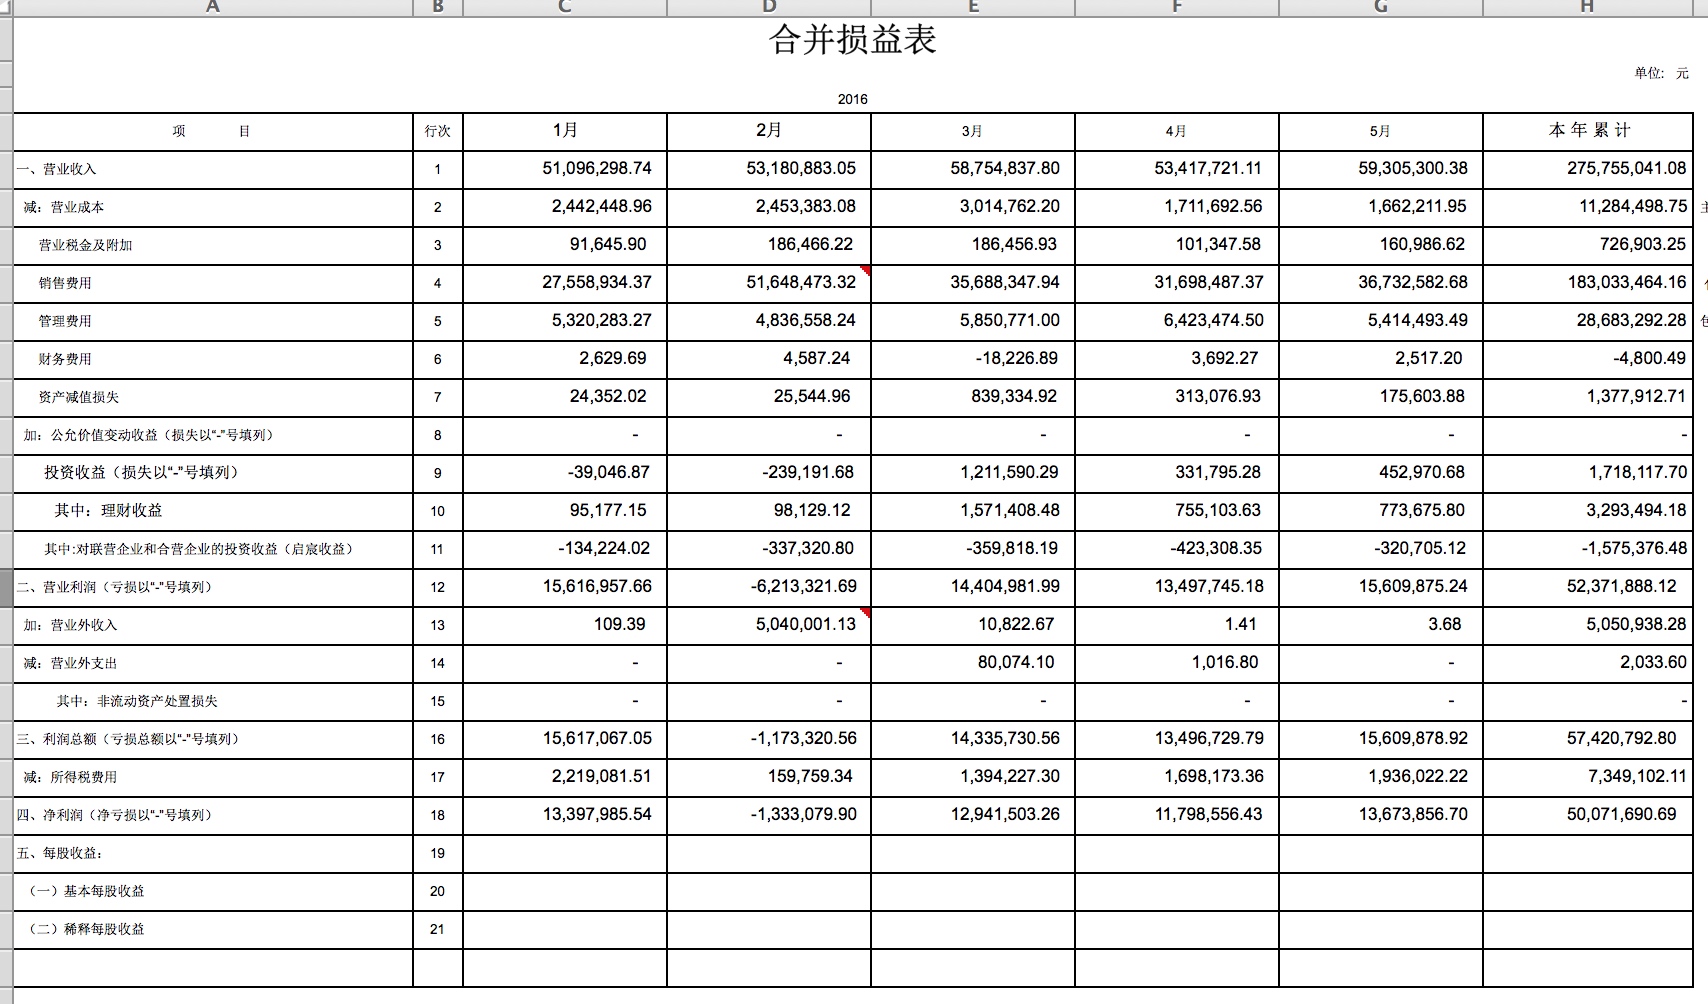 A B C D E F G H
合并损益表
单位: 元
2016
项 目 行次 1月 2月 3月 4月 5月 本年累计
一、营业收入 1 51,096,298.74 53,180,883.05 58,754,837.80 53,417,721.11 59,305,300.38 275,755,041.08
减：营业成本 2 2,442,448.96 2,453,383.08 3,014,762.20 1,711,692.56 1,662,211.95 11,284,498.75
营业税金及附加 3 91,645.90 186,466.22 186,456.93 101,347.58 160,986.62 726,903.25
销售费用 4 27,558,934.37 51,648,473.32 35,688,347.94 31,698,487.37 36,732,582.68 183,033,464.16
管理费用 5 5,320,283.27 4,836,558.24 5,850,771.00 6,423,474.50 5,414,493.49 28,683,292.28
财务费用 6 2,629.69 4,587.24 -18,226.89 3,692.27 2,517.20 -4,800.49
资产减值损失 7 24,352.02 25,544.96 839,334.92 313,076.93 175,603.88 1,377,912.71
加：公允价值变动收益（损失以“-”号填列） 8 - - - - - -
投资收益（损失以“-”号填列） 9 -39,046.87 -239,191.68 1,211,590.29 331,795.28 452,970.68 1,718,117.70
其中：理财收益 10 95,177.15 98,129.12 1,571,408.48 755,103.63 773,675.80 3,293,494.18
其中:对联营企业和合营企业的投资收益（启宸收益） 11 -134,224.02 -337,320.80 -359,818.19 -423,308.35 -320,705.12 -1,575,376.48
二、营业利润（亏损以“-”号填列） 12 15,616,957.66 -6,213,321.69 14,404,981.99 13,497,745.18 15,609,875.24 52,371,888.12
加：营业外收入 13 109.39 5,040,001.13 10,822.67 1.41 3.68 5,050,938.28
减：营业外支出 14 - - 80,074.10 1,016.80 - 2,033.60
其中：非流动资产处置损失 15 - - - - - -
三、利润总额（亏损总额以“-”号填列） 16 15,617,067.05 -1,173,320.56 14,335,730.56 13,496,729.79 15,609,878.92 57,420,792.80
减：所得税费用 17 2,219,081.51 159,759.34 1,394,227.30 1,698,173.36 1,936,022.22 7,349,102.11
四、净利润（净亏损以“-”号填列） 18 13,397,985.54 -1,333,079.90 12,941,503.26 11,798,556.43 13,673,856.70 50,071,690.69
五、每股收益： 19
（一）基本每股收益 20
（二）稀释每股收益 21